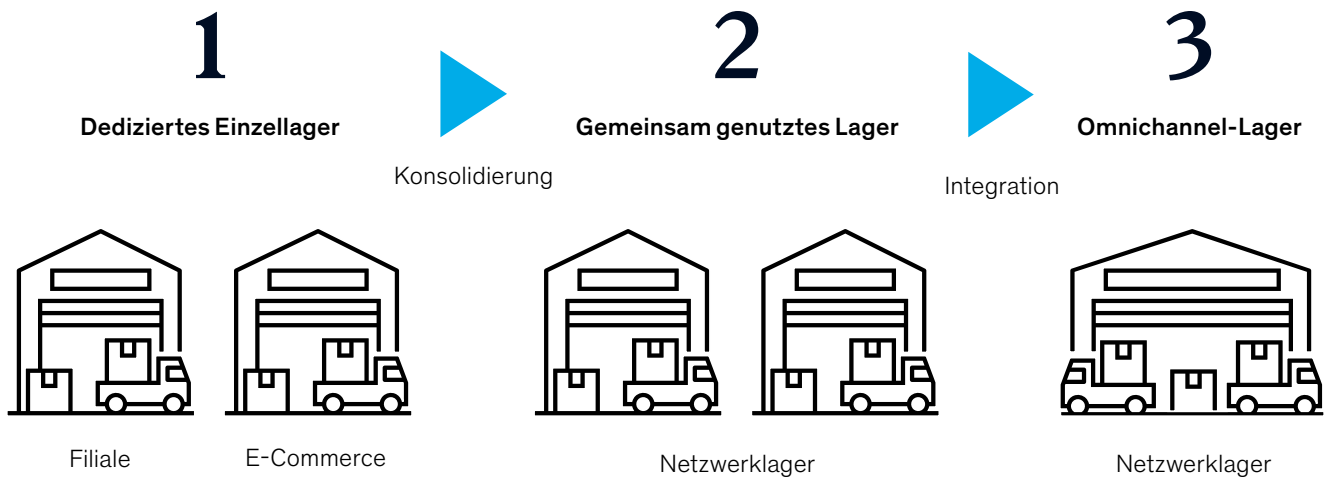 1
2
3
Dediziertes Einzellager
Gemeinsam genutztes Lager
Omnichannel-Lager
Konsolidierung
Integration
Filiale
E-Commerce
Netzwerklager
Netzwerklager